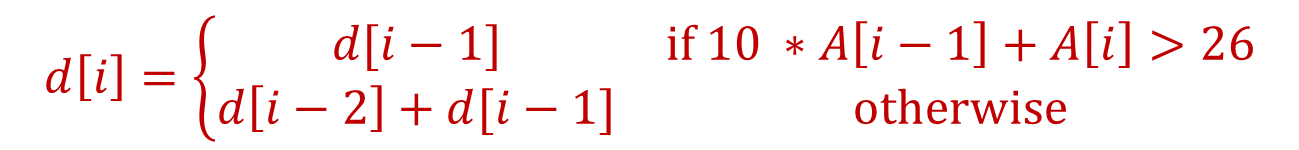 d[i] = { d[i − 1] if 10 * A[i − 1] + A[i] > 26
d[i − 2] + d[i − 1] otherwise